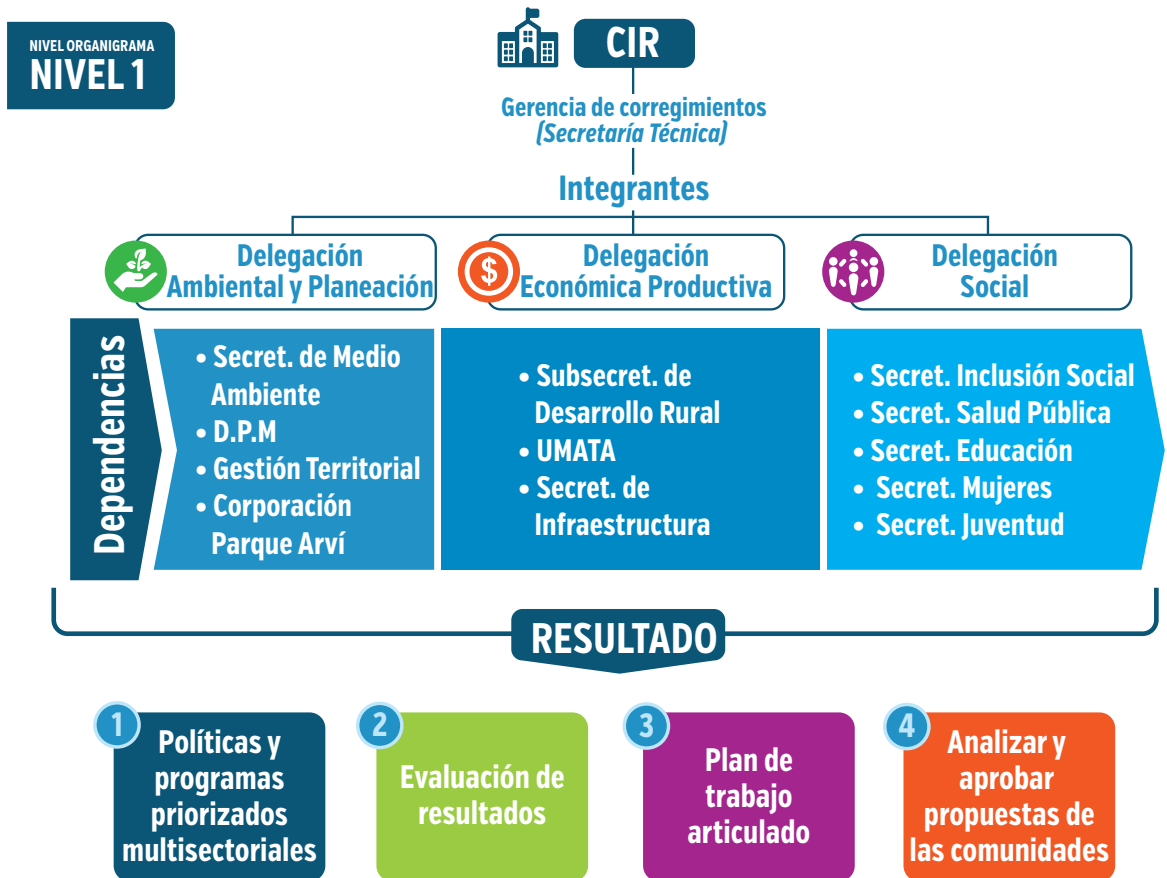 NIVEL ORGANIGRAMA
NIVEL 1
CIR
Gerencia de corregimientos
(Secretaría Técnica)
Integrantes
Delegación
Ambiental y Planeación
Delegación
Económica Productiva
Delegación
Social
Dependencias
• Secret. de Medio
Ambiente
• D.P.M
• Gestión Territorial
• Corporación
Parque Arví
• Subsecret. de
Desarrollo Rural
• UMATA
• Secret. de
Infraestructura
• Secret. Inclusión Social
• Secret. Salud Pública
• Secret. Educación
• Secret. Mujeres
• Secret. Juventud
RESULTADO
1
Políticas y
programas
priorizados
multisectoriales
2
Evaluación de
resultados
3
Plan de
trabajo
articulado
4
Analizar y
aprobar
propuestas de
las comunidades